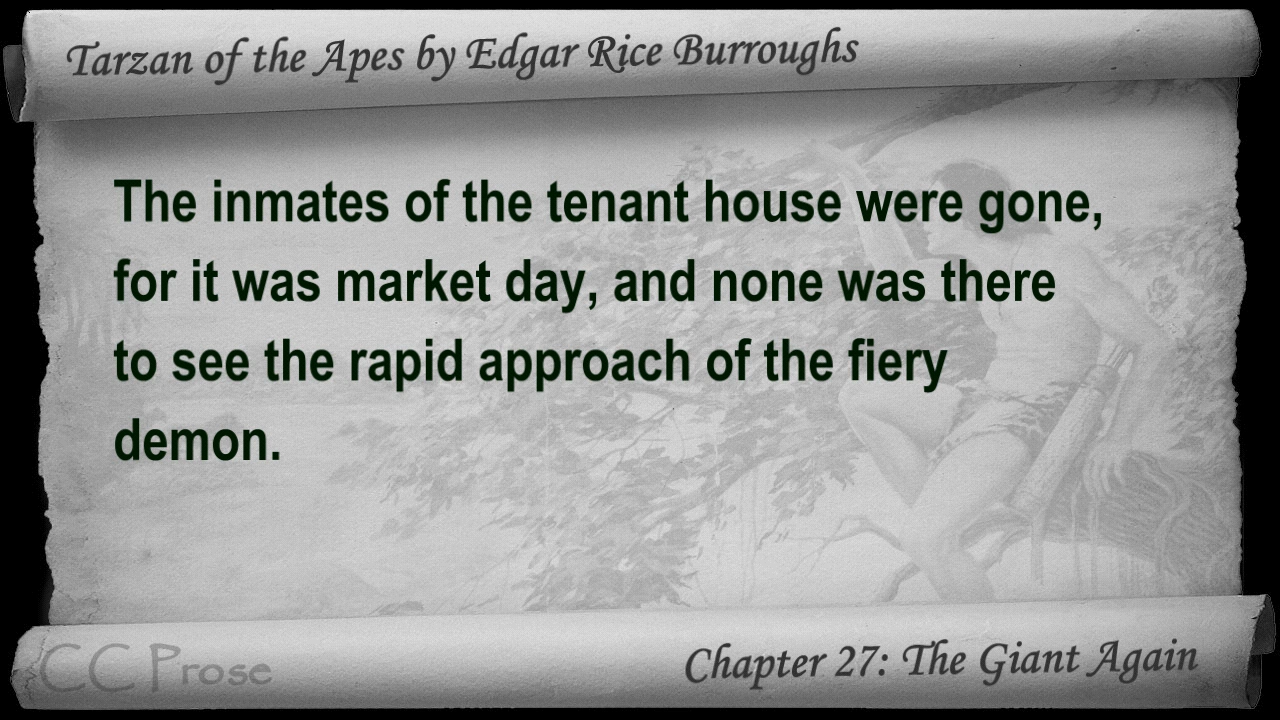 Tarzan of the Apes by Edgar Rice Burroughs
The inmates of the tenant house were gone,
for it was market day, and none was there
to see the rapid approach of the fiery
demon.
CC Prose
Chapter 27: The Giant Again